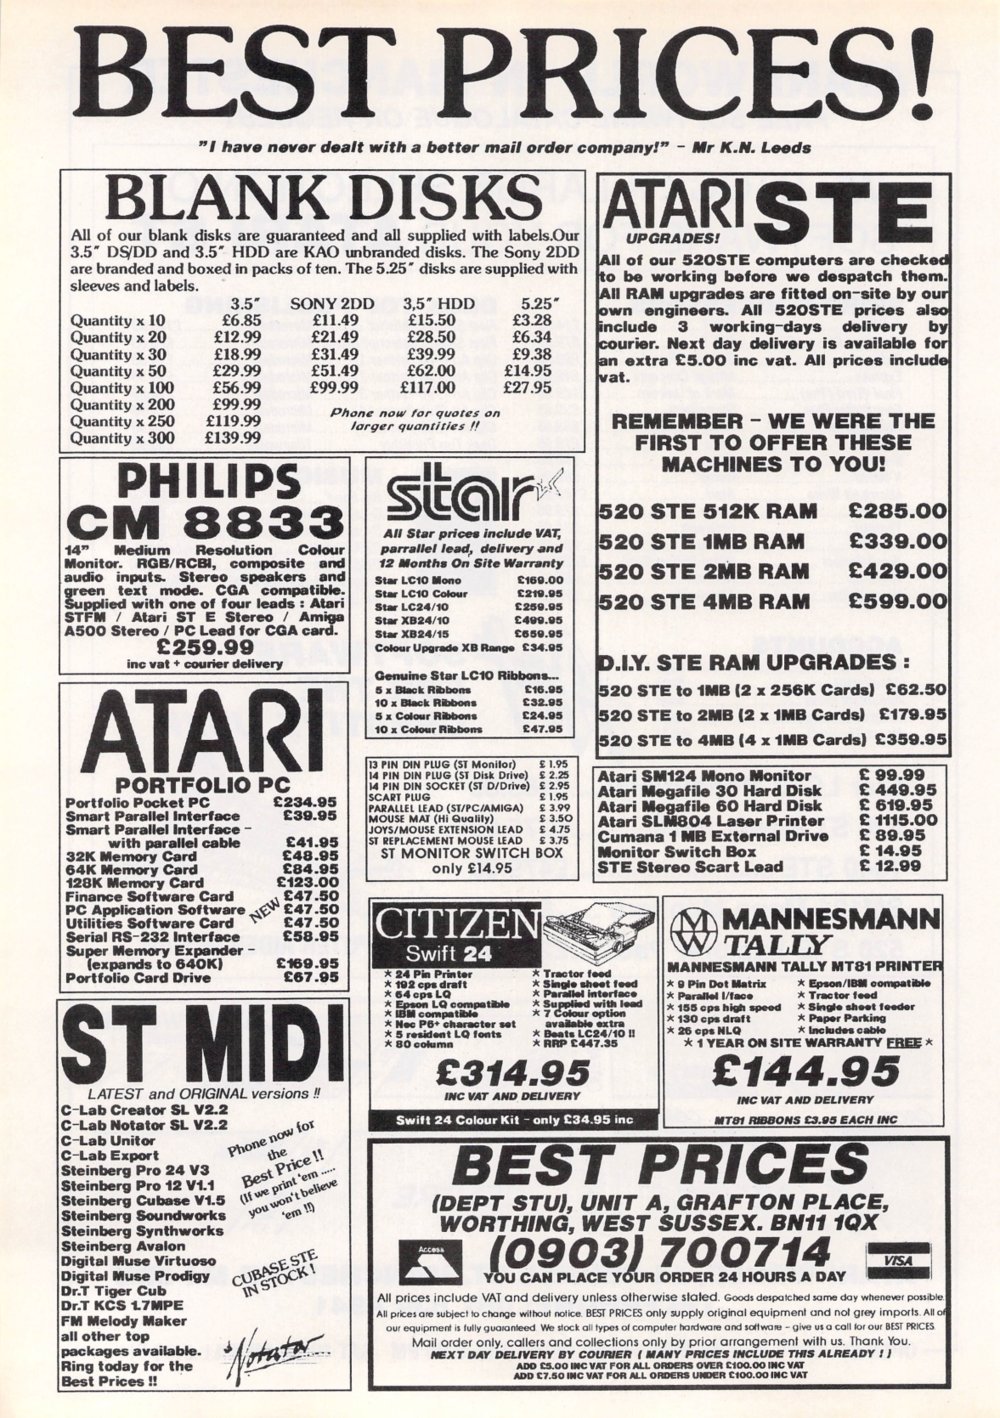 BEST PRICES!
"I have never dealt with a better mail order company!" - Mr K.N. Leeds
BLANK DISKS
All of our blank disks are guaranteed and all supplied with labels.Our
3.5" DS/DD and 3.5" HDD are KAO unbranded disks. The Sony 2DD
are branded and boxed in packs of ten. The 5.25" disks are supplied with
sleeves and labels.
3.5" SONY 2DD 3,5" HDD 5.25"
Quantity x 10 £6.85 £11.49 £15.50 £3.28
Quantity x 20 £12.99 £21.49 £28.50 £6.34
Quantity x 30 £18.99 £31.49 £39.99 £9.38
Quantity x 50 £29.99 £51.49 £62.00 £14.95
Quantity x 100 £56.99 £99.99 £117.00 £27.95
Quantity x 200 £99.99
Quantity x 250 £119.99
Quantity x 300 £139.99
Phone now for quotes on
larger quantities !!
ATARI STE
UPGRADES!
All of our 520STE computers are checked
to be working before we despatch them.
All RAM upgrades are fitted on-site by our
own engineers. All 520STE prices also
include 3 working-days delivery by
courier. Next day delivery is available for
an extra £5.00 inc vat. All prices include
vat.
REMEMBER - WE WERE THE
FIRST TO OFFER THESE
MACHINES TO YOU!
520 STE 512K RAM £285.00
520 STE 1MB RAM £339.00
520 STE 2MB RAM £429.00
520 STE 4MB RAM £599.00
D.I.Y. STE RAM UPGRADES :
520 STE to 1MB (2 x 256K Cards) £62.50
520 STE to 2MB (2 x 1MB Cards) £179.95
520 STE to 4MB (4 x 1MB Cards) £359.95
PHILIPS
CM 8833
14" Medium Resolution Colour
Monitor. RGB/RCBI, composite and
audio inputs. Stereo speakers and
green text mode. CGA compatible.
Supplied with one of four leads : Atari
STFM / Atari ST E Stereo / Amiga
A500 Stereo / PC Lead for CGA card.
£259.99
inc vat + courier delivery
star
All Star prices include VAT,
parrallel lead, delivery and
12 Months On Site Warranty
Star LC10 Mono £169.00
Star LC10 Colour £219.95
Star LC24/10 £259.95
Star XB24/10 £499.95
Star XB24/15 £659.95
Colour Upgrade XB Range £34.95
Genuine Star LC10 Ribbons...
5 x Black Ribbons £16.95
10 x Black Ribbons £32.95
5 x Colour Ribbons £24.95
10 x Colour Ribbons £47.95
ATARI
PORTFOLIO PC
Portfolio Pocket PC £234.95
Smart Parallel Interface £39.95
Smart Parallel Interface -
with parallel cable £41.95
32K Memory Card £48.95
64K Memory Card £84.95
128K Memory Card £123.00
Finance Software Card £47.50
PC Application Software NEW £47.50
Utilities Software Card £47.50
Serial RS-232 Interface £58.95
Super Memory Expander -
(expands to 640K) £169.95
Portfolio Card Drive £67.95
13 PIN DIN PLUG (ST Monitor) £ 1.95
14 PIN DIN PLUG (ST Disk Drive) £ 2.25
14 PIN DIN SOCKET (ST D/Drive) £ 2.95
SCART PLUG £ 1.95
PARALLEL LEAD (ST/PC/AMIGA) £ 3.99
MOUSE MAT (Hi Quality) £ 3.50
JOYS/MOUSE EXTENSION LEAD £ 4.75
ST REPLACEMENT MOUSE LEAD £ 3.75
ST MONITOR SWITCH BOX
only £14.95
Atari SM124 Mono Monitor £ 99.99
Atari Megafile 30 Hard Disk £ 449.95
Atari Megafile 60 Hard Disk £ 619.95
Atari SLM804 Laser Printer £ 1115.00
Cumana 1 MB External Drive £ 89.95
Monitor Switch Box £ 14.95
STE Stereo Scart Lead £ 12.99
CITIZEN
Swift 24
* 24 Pin Printer
* 192 cps draft
* 64 cps LQ
* Epson LQ compatible
* IBM compatible
* Nec P6+ character set
* 5 resident LQ fonts
* 80 column
* Tractor feed
* Single sheet feed
* Parallel interface
* Supplied with lead
* 7 Colour option
available extra
* Beats LC24/10 !!
* RRP £447.35
£314.95
INC VAT AND DELIVERY
Swift 24 Colour Kit - only £34.95 inc
MANNESMANN
TALLY
MANNESMANN TALLY MT81 PRINTER
* 9 Pin Dot Matrix
* Parallel I/face
* 155 cps high speed
* 130 cps draft
* 26 cps NLQ
* Epson/IBM compatible
* Tractor feed
* Single sheet feeder
* Paper Parking
* Includes cable
* 1 YEAR ON SITE WARRANTY FREE *
£144.95
INC VAT AND DELIVERY
MT81 RIBBONS £3.95 EACH INC
ST MIDI
LATEST and ORIGINAL versions !!
C-Lab Creator SL V2.2
C-Lab Notator SL V2.2
C-Lab Unitor
C-Lab Export
Steinberg Pro 24 V3
Steinberg Pro 12 V1.1
Steinberg Cubase V1.5
Steinberg Soundworks
Steinberg Synthworks
Steinberg Avalon
Digital Muse Virtuoso
Digital Muse Prodigy
Dr.T Tiger Cub
Dr.T KCS 1.7MPE
FM Melody Maker
all other top
packages available.
Ring today for the
Best Prices !!
Phone now for
the
Best Price !!
(If we print 'em .....
you won't believe
'em !!)
CUBASE STE
IN STOCK !
Notator
BEST PRICES
(DEPT STU), UNIT A, GRAFTON PLACE,
WORTHING, WEST SUSSEX. BN11 1QX
Access
(0903) 700714
VISA
YOU CAN PLACE YOUR ORDER 24 HOURS A DAY
All prices include VAT and delivery unless otherwise stated. Goods despatched same day whenever possible.
All prices are subject to change without notice. BEST PRICES only supply original equipment and not grey imports. All of
our equipment is fully guaranteed. We stock all types of computer hardware and software - give us a call for our BEST PRICES.
Mail order only, callers and collections only by prior arrangement with us. Thank You.
NEXT DAY DELIVERY BY COURIER ( MANY PRICES INCLUDE THIS ALREADY ! )
ADD £5.00 INC VAT FOR ALL ORDERS OVER £100.00 INC VAT
ADD £7.50 INC VAT FOR ALL ORDERS UNDER £100.00 INC VAT